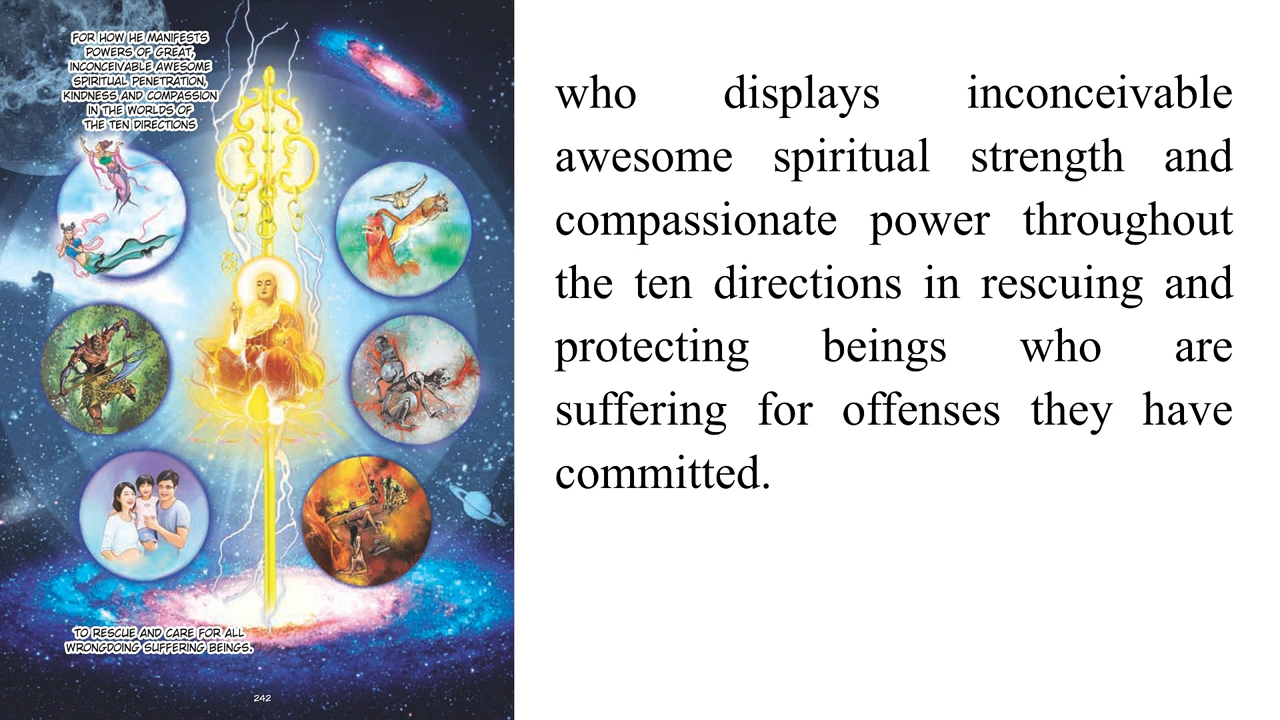 FOR HOW HE MANIFESTS
POWERS OF GREAT,
INCONCEIVABLE AWESOME
SPIRITUAL PENETRATION,
KINDNESS AND COMPASSION
IN THE WORLDS OF
THE TEN DIRECTIONS
TO RESCUE AND CARE FOR ALL
WRONGDOING SUFFERING BEINGS.
242
who displays inconceivable
awesome spiritual strength and
compassionate power throughout
the ten directions in rescuing and
protecting beings who are
suffering for offenses they have
committed.